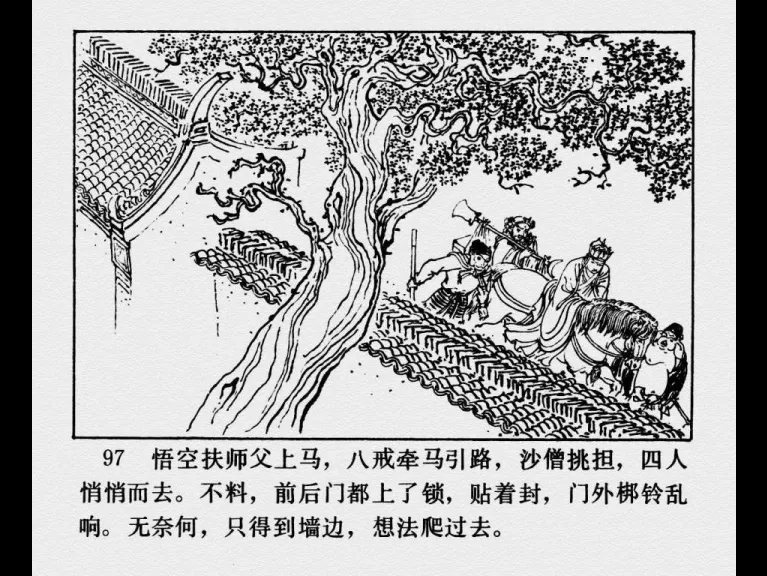 97 悟空扶师父上马，八戒牵马引路，沙僧挑担，四人
悄悄而去。不料，前后门都上了锁，贴着封，门外梆铃乱
响。无奈何，只得到墙边，想法爬过去。